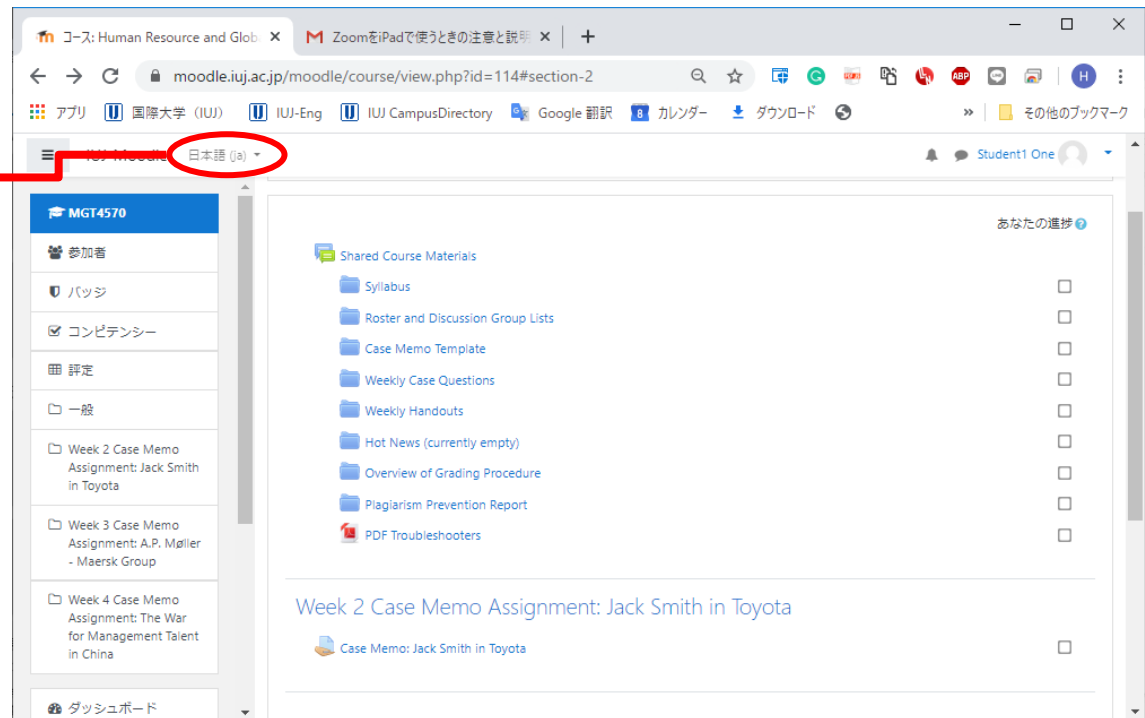 コース: Human Resource and Glob
ZoomをiPadで使うときの注意と説明
moodle.iuj.ac.jp/moodle/course/view.php?id=114#section-2
ABP
H
アプリ
国際大学 (IUJ)
IUJ-Eng
IUJ CampusDirectory
Google 翻訳
8 カレンダー
ダウンロード
»
その他のブックマーク
IUJ Moodle
日本語 (ja)
Student1 One
MGT4570
参加者
バッジ
コンピテンシー
評定
一般
Week 2 Case Memo
Assignment: Jack Smith
in Toyota
Week 3 Case Memo
Assignment: A.P. Møller
- Maersk Group
Week 4 Case Memo
Assignment: The War
for Management Talent
in China
ダッシュボード
あなたの進捗
Shared Course Materials
Syllabus
Roster and Discussion Group Lists
Case Memo Template
Weekly Case Questions
Weekly Handouts
Hot News (currently empty)
Overview of Grading Procedure
Plagiarism Prevention Report
PDF Troubleshooters
Week 2 Case Memo Assignment: Jack Smith in Toyota
Case Memo: Jack Smith in Toyota